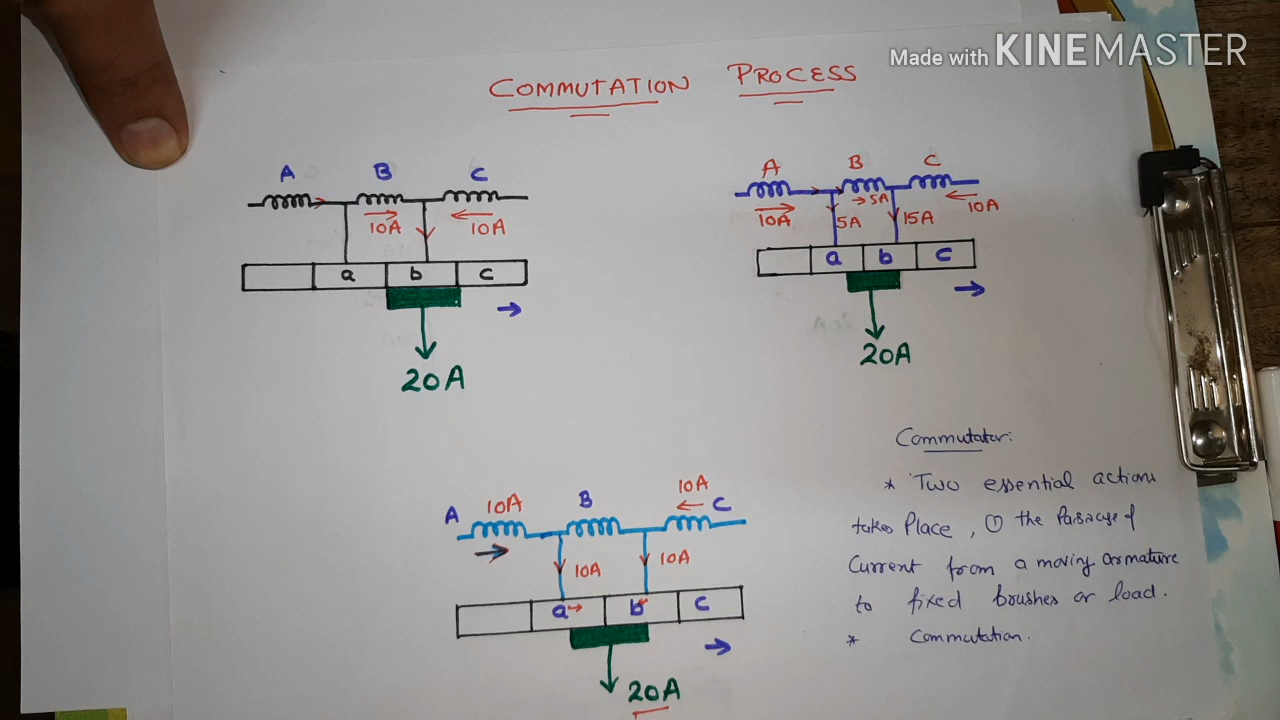 Made with KINEMASTER
COMMUTATION PROCESS
A B C
10A 10A
a b c
20A
A B C
10A 5A 10A
5A 15A
a b c
20A
A 10A B 10A C
10A 10A
a b c
20A
Commutator:
* Two essential actions
takes Place, ① the Passage of
Current from a moving armature
to fixed brushes or load.
* Commutation.